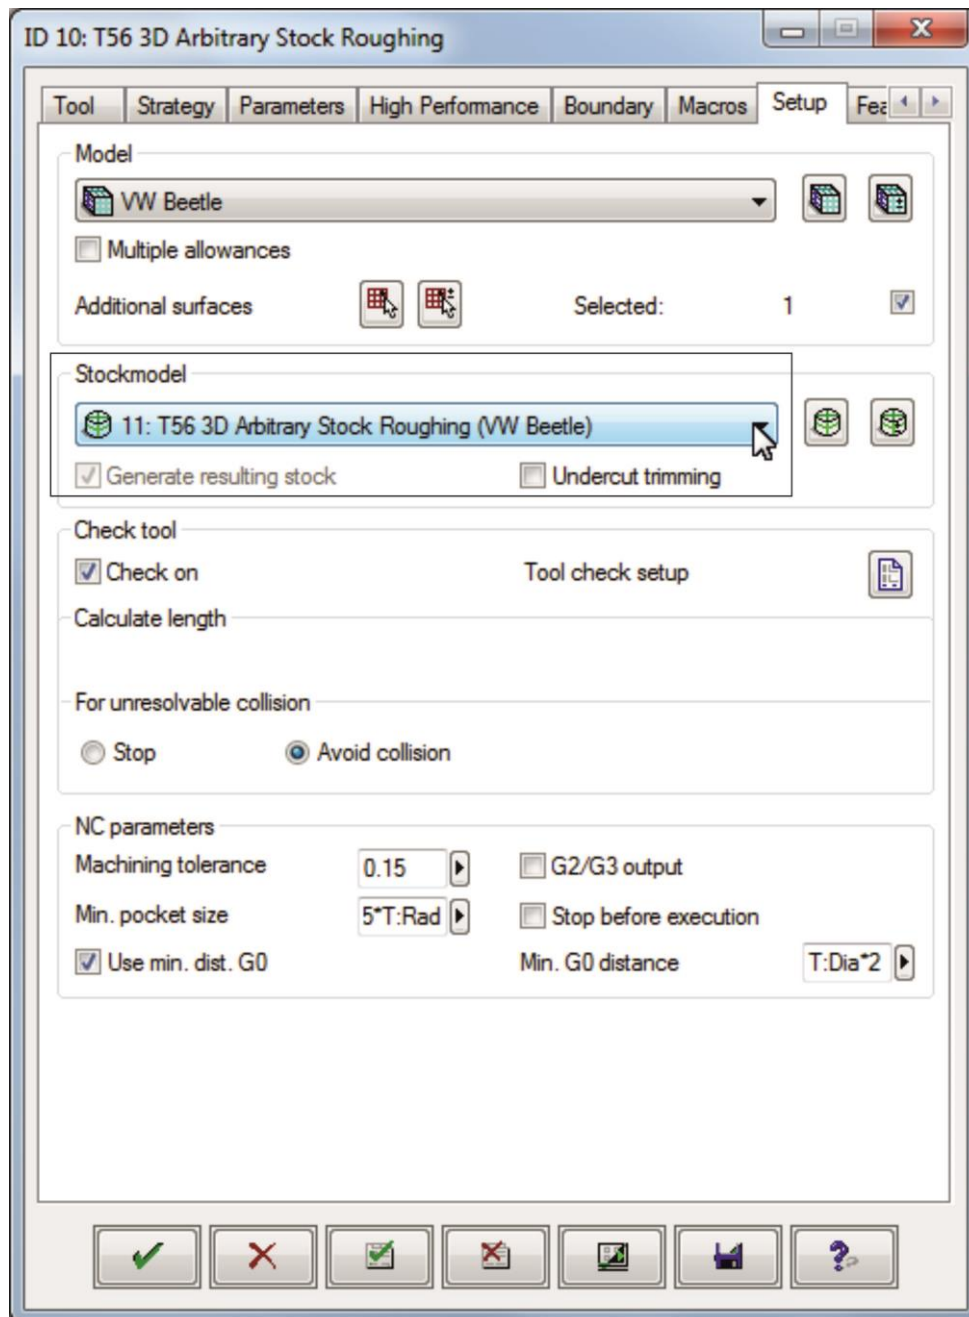 ID 10: T56 3D Arbitrary Stock Roughing
Tool Strategy Parameters High Performance Boundary Macros Setup Fea
Model
VW Beetle
Multiple allowances
Additional surfaces Selected: 1
Stockmodel
11: T56 3D Arbitrary Stock Roughing (VW Beetle)
Generate resulting stock Undercut trimming
Check tool
Check on Tool check setup
Calculate length
For unresolvable collision
Stop Avoid collision
NC parameters
Machining tolerance 0.15 G2/G3 output
Min. pocket size 5*T:Rad Stop before execution
Use min. dist. G0 Min. G0 distance T:Dia*2